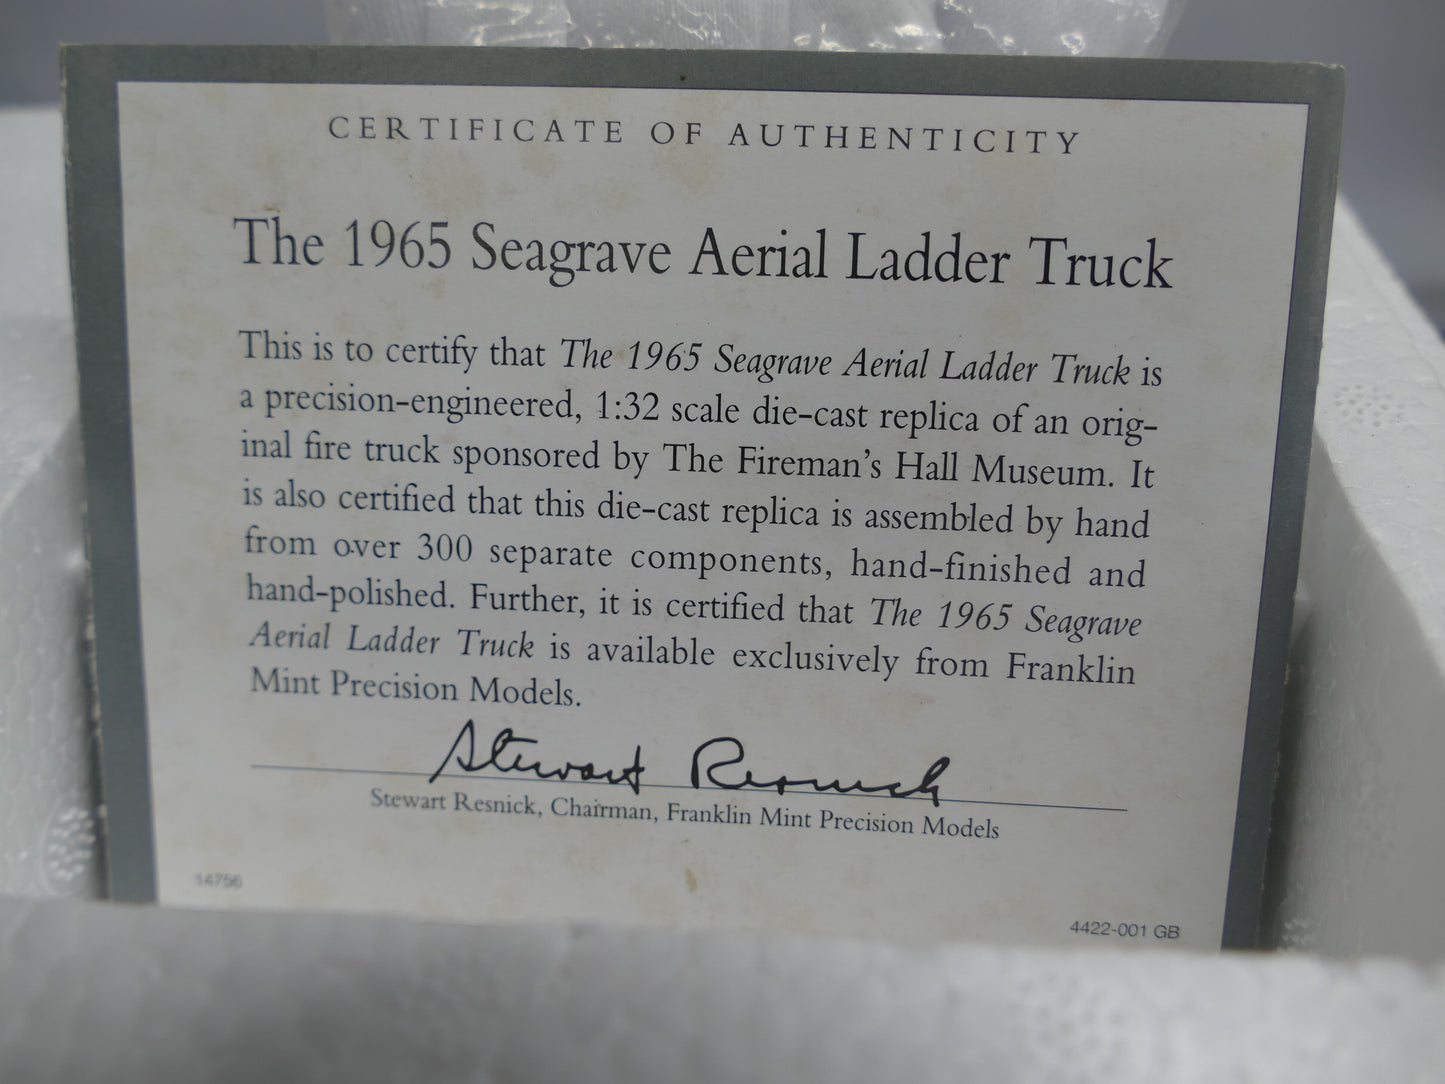 CERTIFICATE OF AUTHENTICITY
The 1965 Seagrave Aerial Ladder Truck
This is to certify that The 1965 Seagrave Aerial Ladder Truck is
a precision-engineered, 1:32 scale die-cast replica of an orig-
inal fire truck sponsored by The Fireman's Hall Museum. It
is also certified that this die-cast replica is assembled by hand
from over 300 separate components, hand-finished and
hand-polished. Further, it is certified that The 1965 Seagrave
Aerial Ladder Truck is available exclusively from Franklin
Mint Precision Models.
Stewart Resnick
Stewart Resnick, Chairman, Franklin Mint Precision Models
14756
4422-001 GB